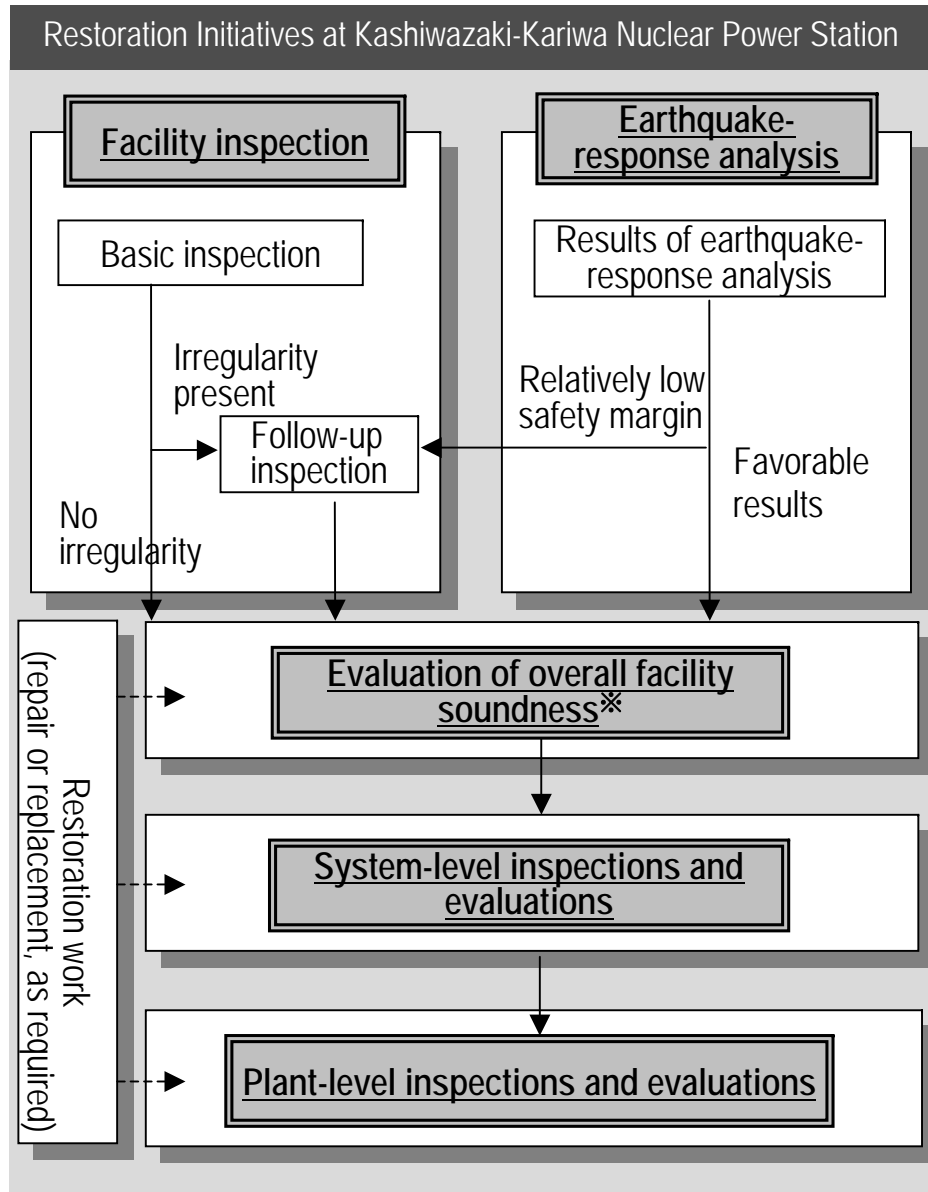 Restoration Initiatives at Kashiwazaki-Kariwa Nuclear Power Station
Facility inspection
Earthquake-
response analysis
Basic inspection
Results of earthquake-
response analysis
Irregularity
present
Relatively low
safety margin
Follow-up
inspection
Favorable
results
No
irregularity
Evaluation of overall facility
soundness※
Restoration work
(repair or replacement, as required)
System-level inspections and
evaluations
Plant-level inspections and evaluations